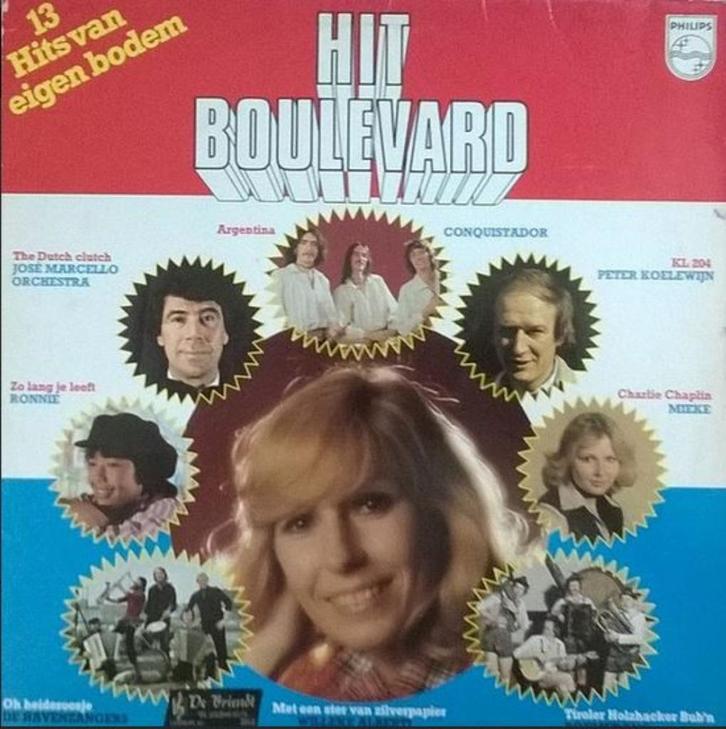 13
Hits van
eigen bodem
HIT
BOULEVARD
PHILIPS
Argentina
CONQUISTADOR
The Dutch clutch
JOSÉ MARCELLO
ORCHESTRA
KL 204
PETER KOELEWIJN
Zo lang je leeft
RONNIE
Charlie Chaplin
MIEKE
Oh heideroosje
DE HAVENZANGERS
De Vriendt
Met een ster van zilverpapier
WILLEKE ALBERTI
Tiroler Holzhacker Bub'n